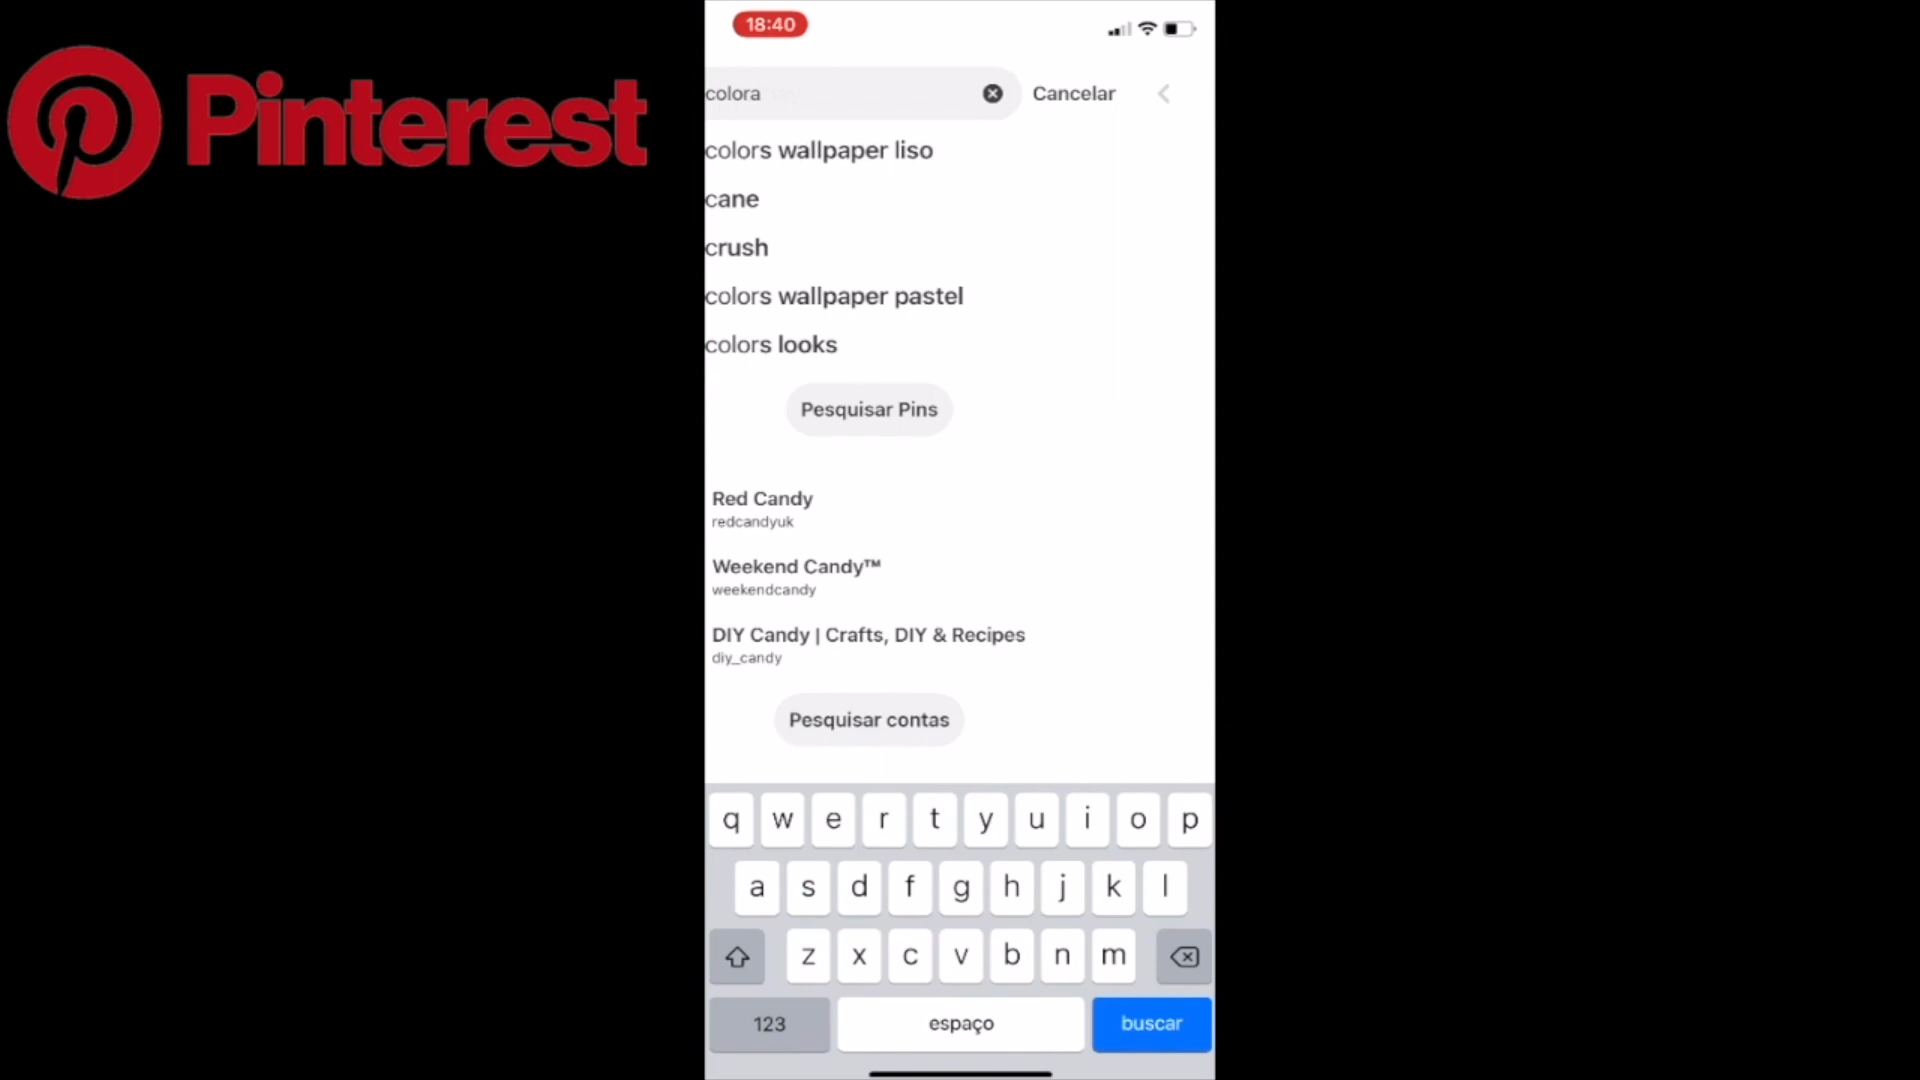 Pinterest
18:40
colora
Cancelar
colors wallpaper liso
cane
crush
colors wallpaper pastel
colors looks
Pesquisar Pins
Red Candy
redcandyuk
Weekend Candy™
weekendcandy
DIY Candy | Crafts, DIY & Recipes
diy_candy
Pesquisar contas
q w e r t y u i o p
a s d f g h j k l
z x c v b n m
123 espaço buscar